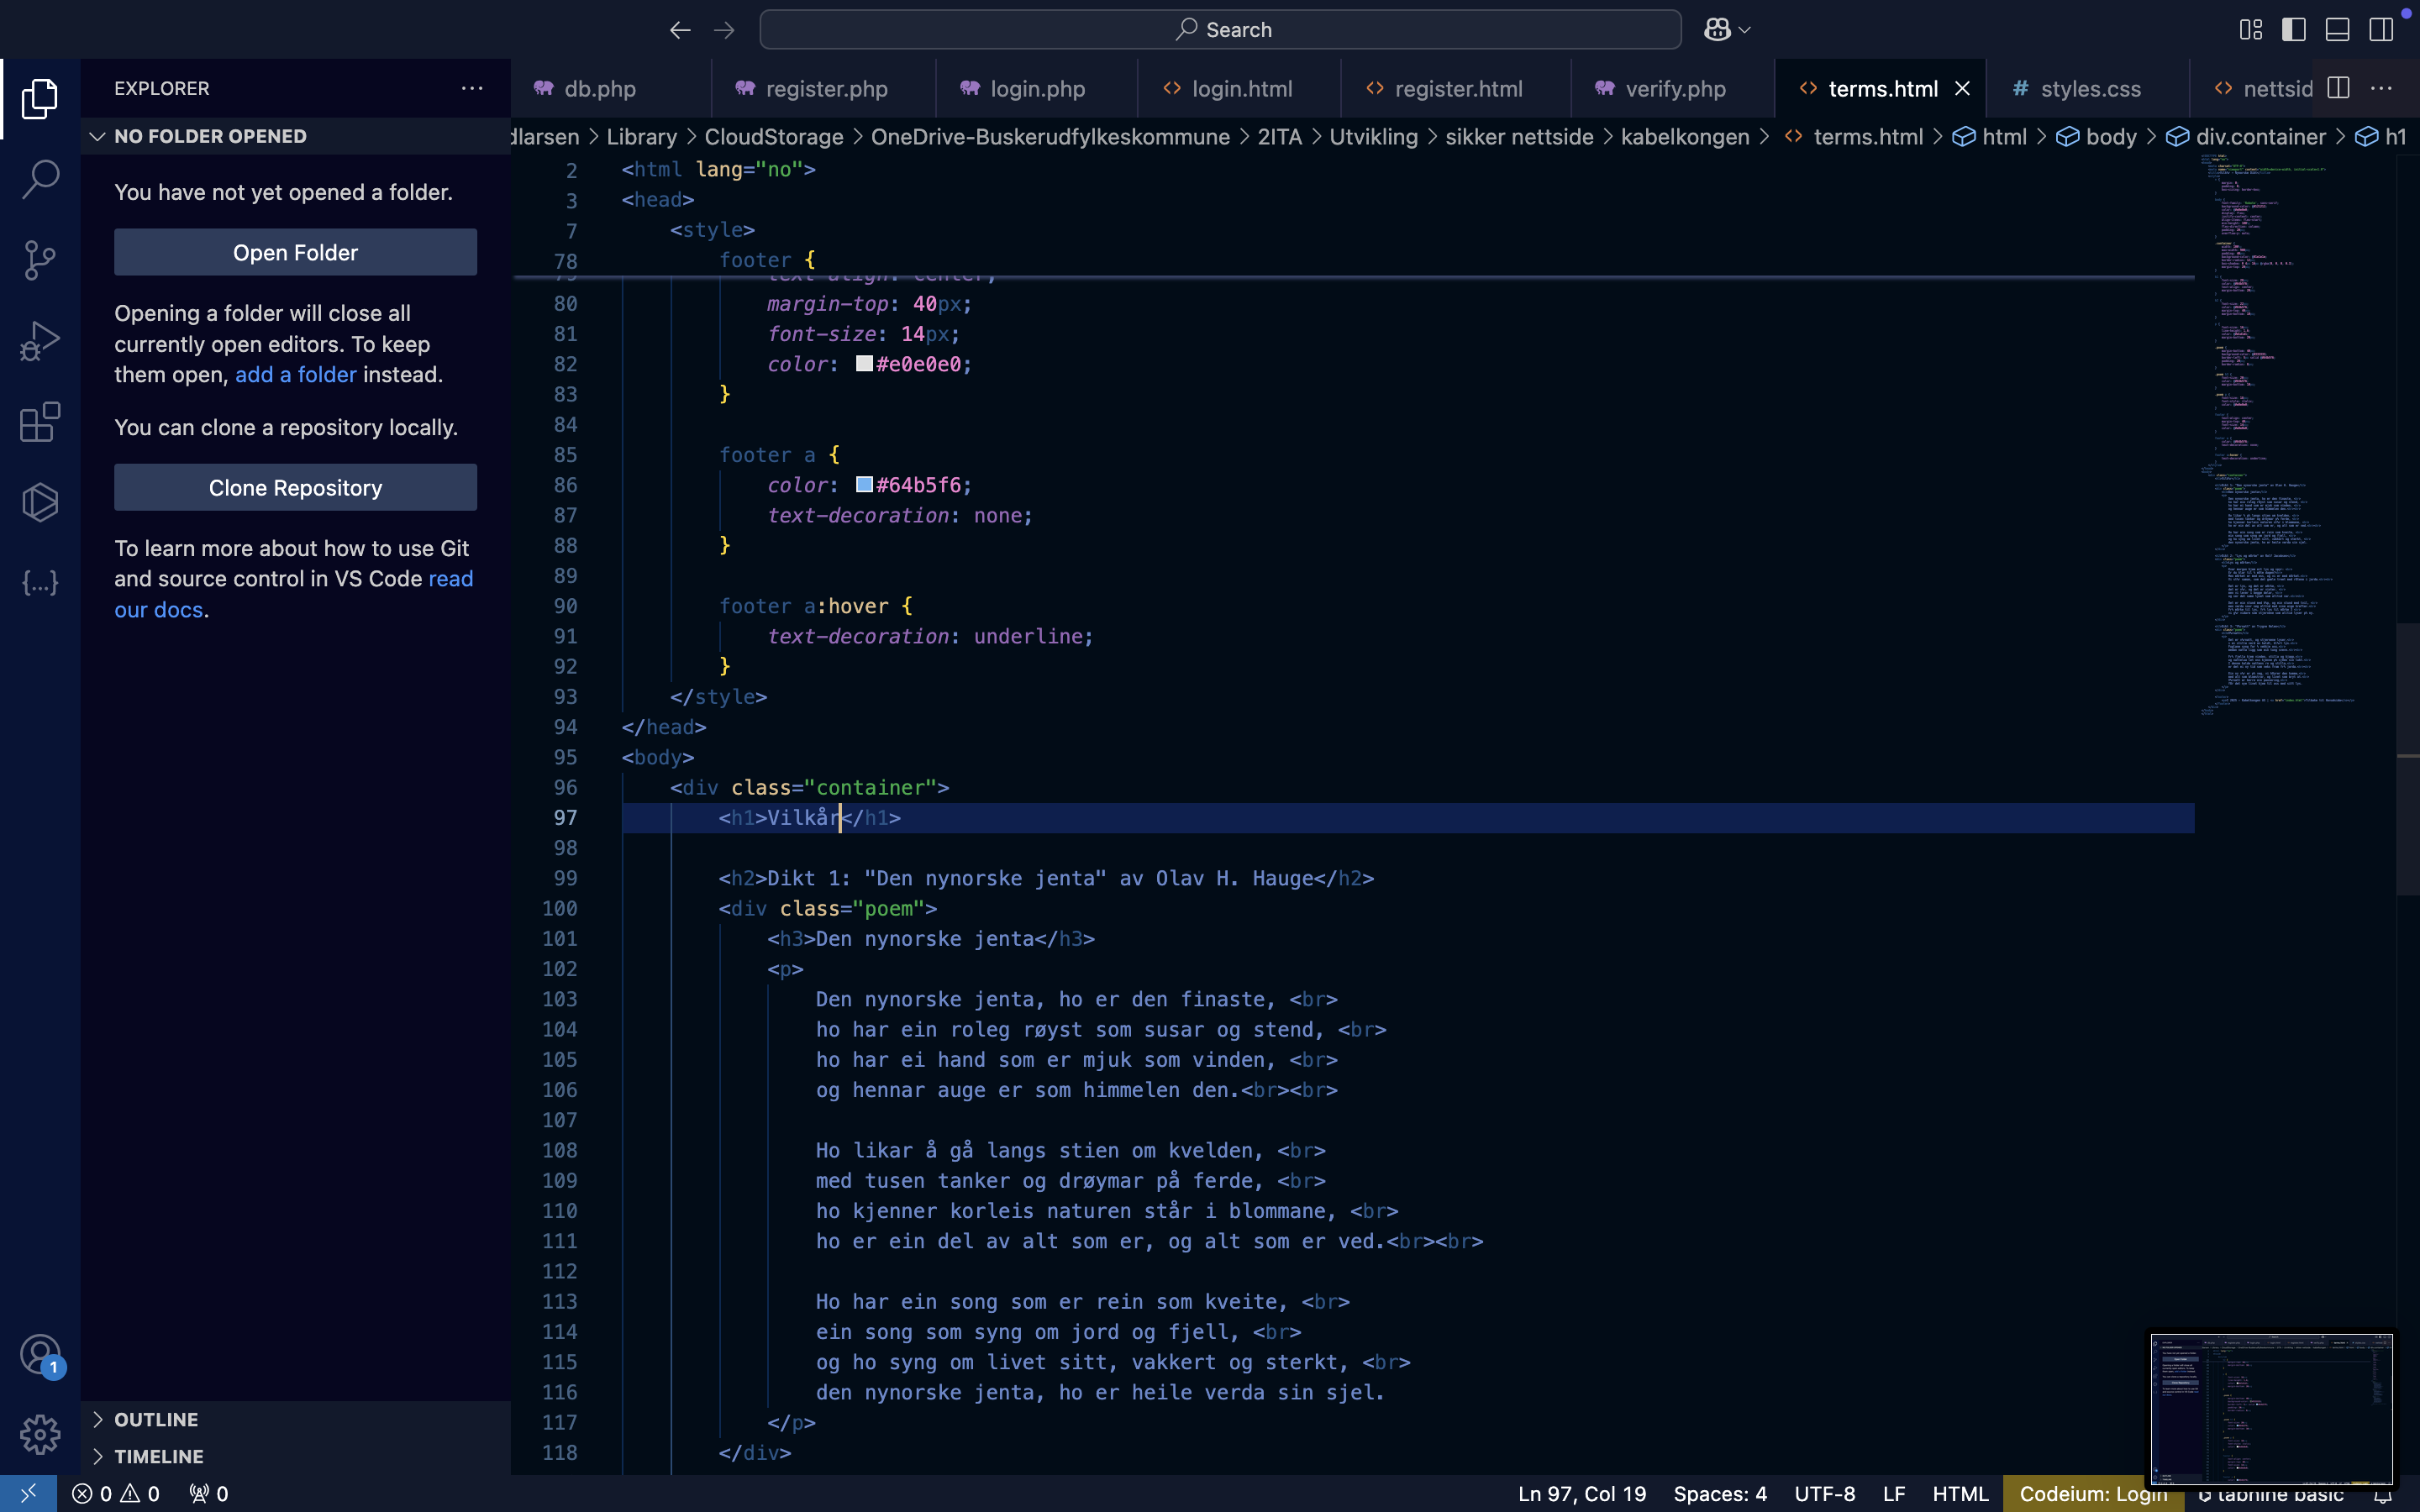 Search
EXPLORER
db.php
register.php
login.php
login.html
register.html
verify.php
terms.html
styles.css
nettsid
NO FOLDER OPENED
dlarsen > Library > CloudStorage > OneDrive-Buskerudfylkeskommune > 2ITA > Utvikling > sikker nettside > kabelkongen > terms.html > html > body > div.container > h1
You have not yet opened a folder.
Open Folder
Opening a folder will close all
currently open editors. To keep
them open, add a folder instead.
You can clone a repository locally.
Clone Repository
To learn more about how to use Git
and source control in VS Code read
our docs.
1
OUTLINE
TIMELINE
2 <html lang="no">
3 <head>
7 <style>
78 footer {
80 margin-top: 40px;
81 font-size: 14px;
82 color: #e0e0e0;
83 }
84
85 footer a {
86 color: #64b5f6;
87 text-decoration: none;
88 }
89
90 footer a:hover {
91 text-decoration: underline;
92 }
93 </style>
94 </head>
95 <body>
96 <div class="container">
97 <h1>Vilkår</h1>
98
99 <h2>Dikt 1: "Den nynorske jenta" av Olav H. Hauge</h2>
100 <div class="poem">
101 <h3>Den nynorske jenta</h3>
102 <p>
103 Den nynorske jenta, ho er den finaste, <br>
104 ho har ein roleg røyst som susar og stend, <br>
105 ho har ei hand som er mjuk som vinden, <br>
106 og hennar auge er som himmelen den.<br><br>
107
108 Ho likar å gå langs stien om kvelden, <br>
109 med tusen tanker og drøymar på ferde, <br>
110 ho kjenner korleis naturen står i blommane, <br>
111 ho er ein del av alt som er, og alt som er ved.<br><br>
112
113 Ho har ein song som er rein som kveite, <br>
114 ein song som syng om jord og fjell, <br>
115 og ho syng om livet sitt, vakkert og sterkt, <br>
116 den nynorske jenta, ho er heile verda sin sjel.
117 </p>
118 </div>
0 0 0
Ln 97, Col 19 Spaces: 4 UTF-8 LF HTML Codeium: Login tabnine basic